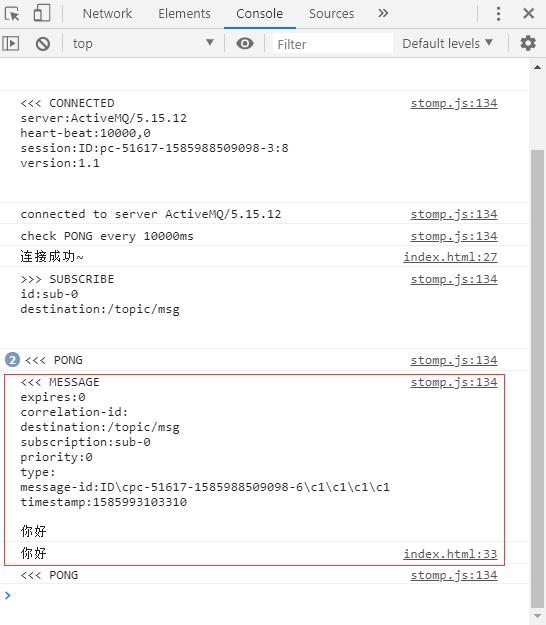 Network Elements Console Sources »
top Filter Default levels
<<< CONNECTED stomp.js:134
server:ActiveMQ/5.15.12
heart-beat:10000,0
session:ID:pc-51617-1585988509098-3:8
version:1.1
connected to server ActiveMQ/5.15.12 stomp.js:134
check PONG every 10000ms stomp.js:134
连接成功~ index.html:27
>>> SUBSCRIBE stomp.js:134
id:sub-0
destination:/topic/msg
2 <<< PONG stomp.js:134
<<< MESSAGE stomp.js:134
expires:0
correlation-id:
destination:/topic/msg
subscription:sub-0
priority:0
type:
message-id:ID\cpc-51617-1585988509098-6\c1\c1\c1\c1
timestamp:1585993103310
你好
你好 index.html:33
<<< PONG stomp.js:134